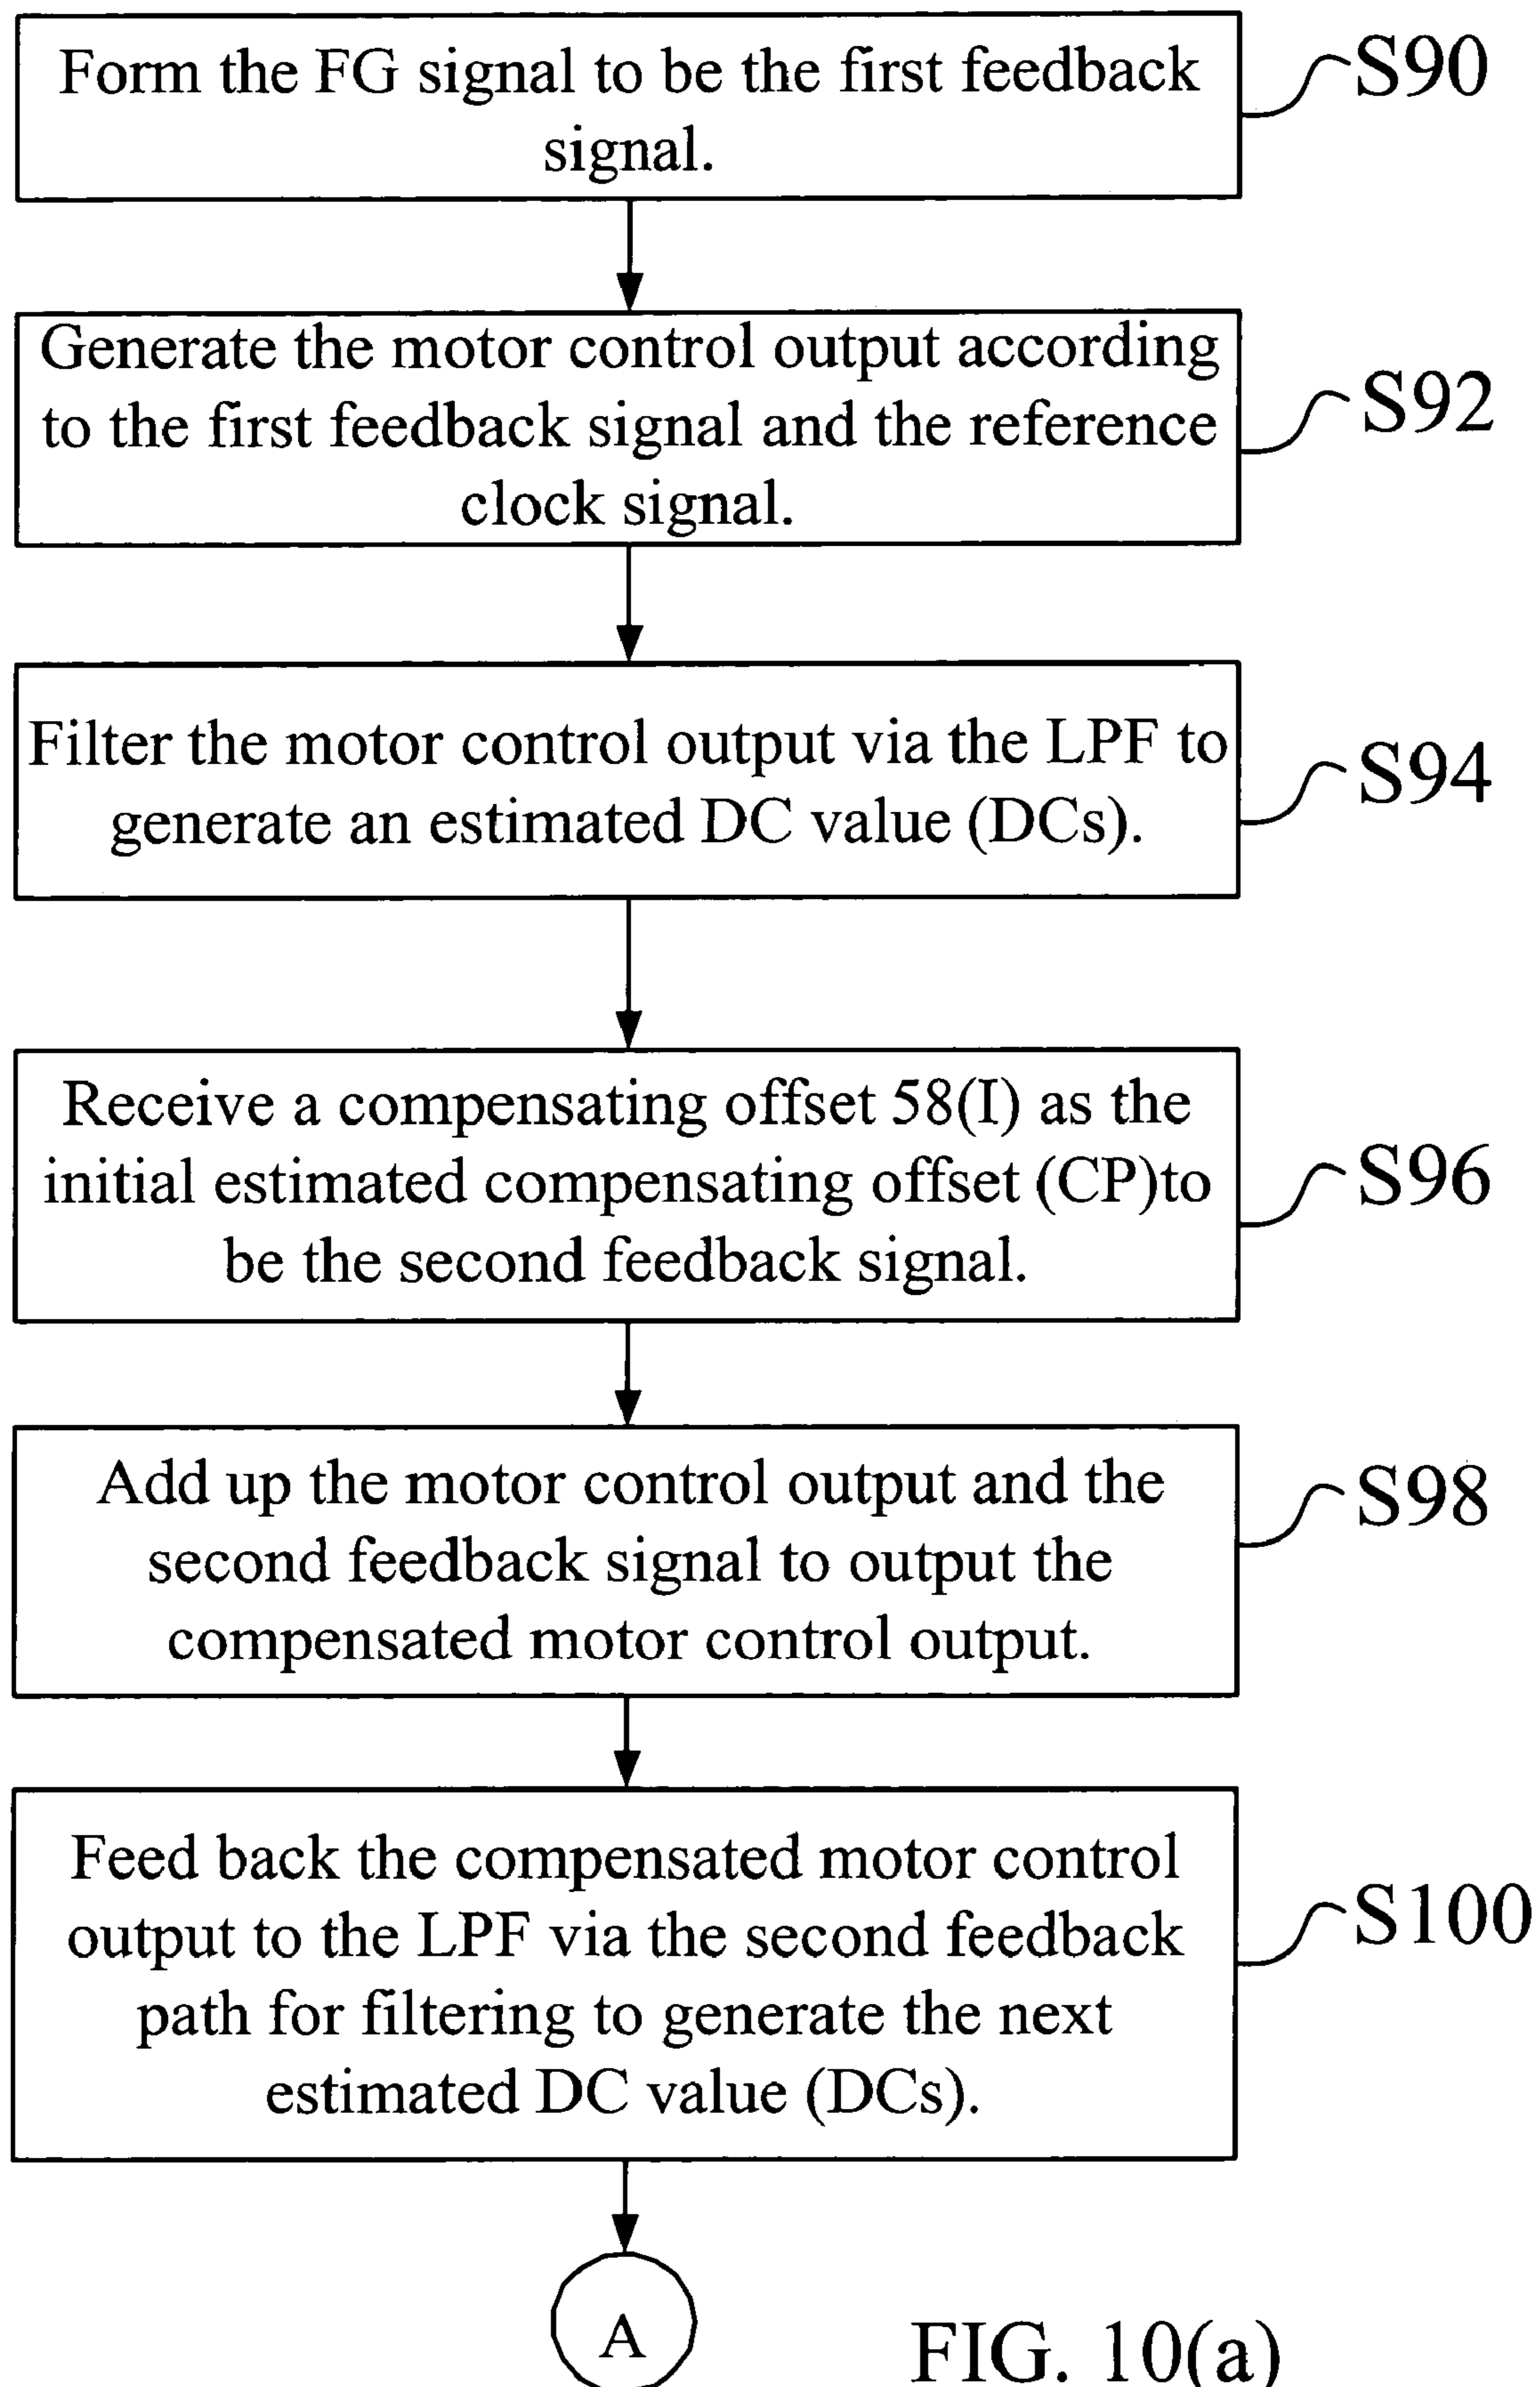 Form the FG signal to be the first feedback
signal.
S90
Generate the motor control output according
to the first feedback signal and the reference
clock signal.
S92
Filter the motor control output via the LPF to
generate an estimated DC value (DCs).
S94
Receive a compensating offset 58(I) as the
initial estimated compensating offset (CP)to
be the second feedback signal.
S96
Add up the motor control output and the
second feedback signal to output the
compensated motor control output.
S98
Feed back the compensated motor control
output to the LPF via the second feedback
path for filtering to generate the next
estimated DC value (DCs).
S100
A
FIG. 10(a)